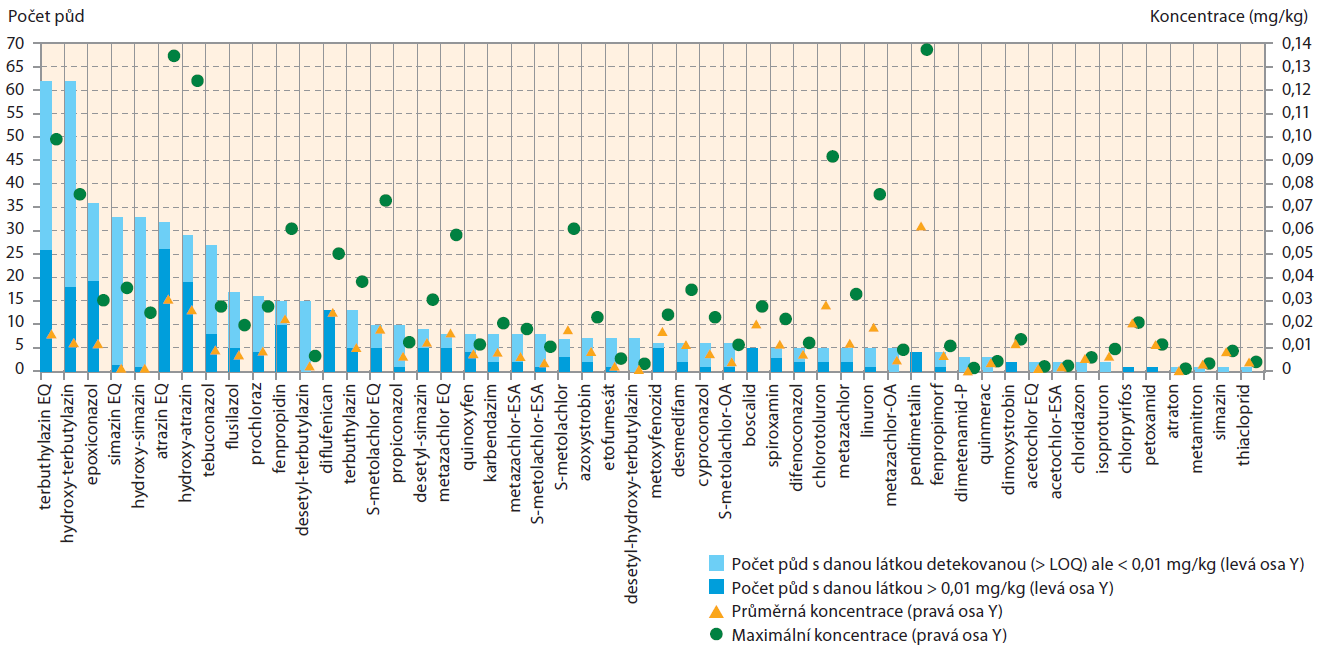 Počet půd
Koncentrace (mg/kg)
70
65
60
55
50
45
40
35
30
25
20
15
10
5
0
0,14
0,13
0,12
0,11
0,10
0,09
0,08
0,07
0,06
0,05
0,04
0,03
0,02
0,01
0
terbuthylazin EQ
hydroxy-terbutylazin
epoxiconazol
simazin EQ
hydroxy-simazin
atrazin EQ
hydroxy-atrazin
tebuconazol
flusilazol
prochloraz
fenpropidin
desetyl-terbutylazin
diflufenican
terbuthylazin
S-metolachlor EQ
propiconazol
desetyl-simazin
metazachlor EQ
quinoxyfen
karbendazim
metazachlor-ESA
S-metolachlor-ESA
S-metolachlor
azoxystrobin
etofumesát
desetyl-hydroxy-terbutylazin
metoxyfenozid
desmedifam
cyproconazol
S-metolachlor-OA
boscalid
spiroxamin
difenoconazol
chlorotoluron
metazachlor
linuron
metazachlor-OA
pendimetalin
fenpropimorf
dimetenamid-P
quinmerac
dimoxystrobin
acetochlor EQ
acetochlor-ESA
chloridazon
isoproturon
chlorpyrifos
petoxamid
atraton
metamitron
simazin
thiacloprid
Počet půd s danou látkou detekovanou (> LOQ) ale < 0,01 mg/kg (levá osa Y)
Počet půd s danou látkou > 0,01 mg/kg (levá osa Y)
Průměrná koncentrace (pravá osa Y)
Maximální koncentrace (pravá osa Y)